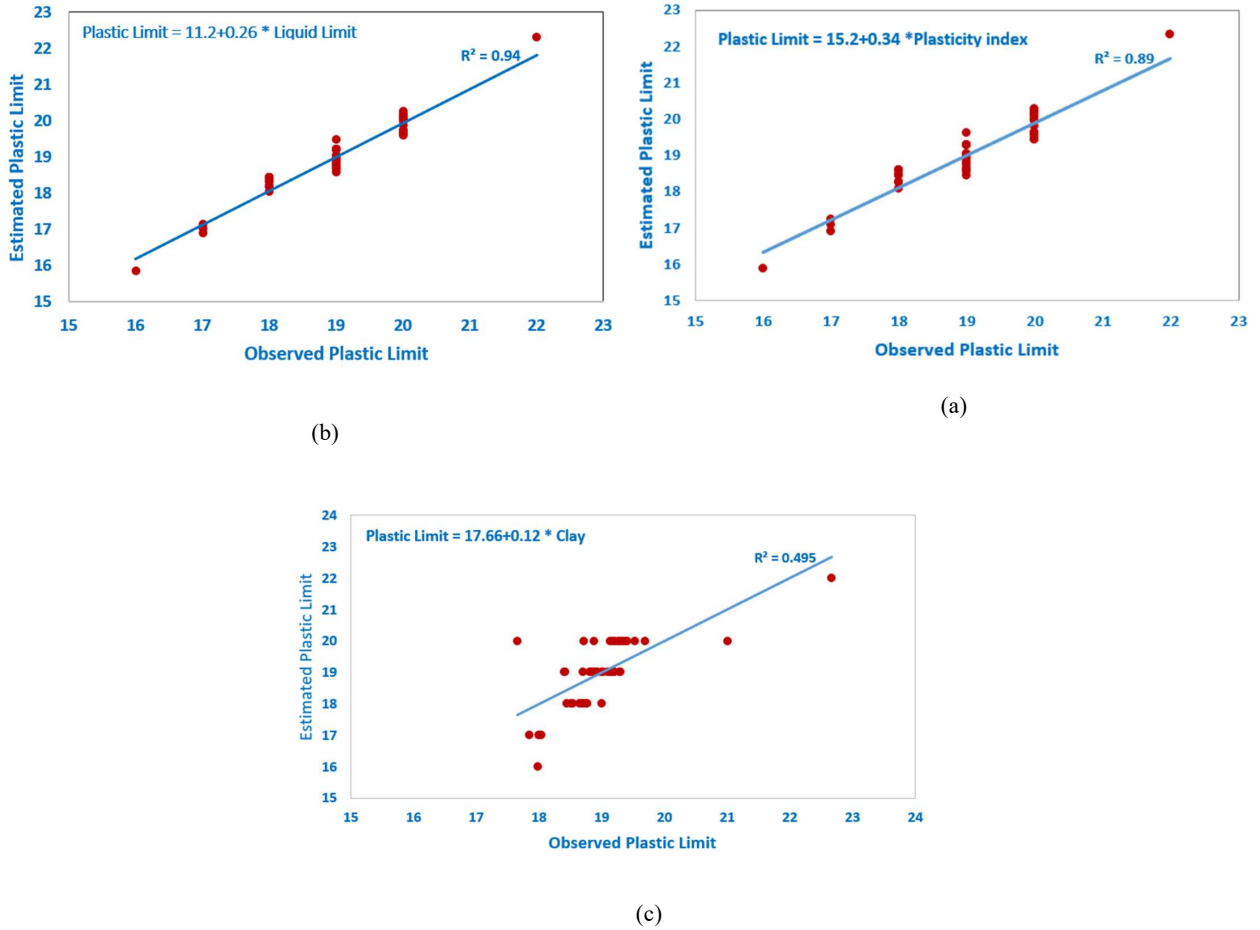 Plastic Limit = 11.2+0.26 * Liquid Limit
R² = 0.94
Estimated Plastic Limit
23
22
21
20
19
18
17
16
15
15 16 17 18 19 20 21 22 23
Observed Plastic Limit
(b)
Plastic Limit = 15.2+0.34 *Plasticity index
R² = 0.89
Estimated Plastic Limit
23
22
21
20
19
18
17
16
15
15 16 17 18 19 20 21 22 23
Observed Plastic Limit
(a)
Plastic Limit = 17.66+0.12 * Clay
R² = 0.495
Estimated Plastic Limit
24
23
22
21
20
19
18
17
16
15
15 16 17 18 19 20 21 22 23 24
Observed Plastic Limit
(c)